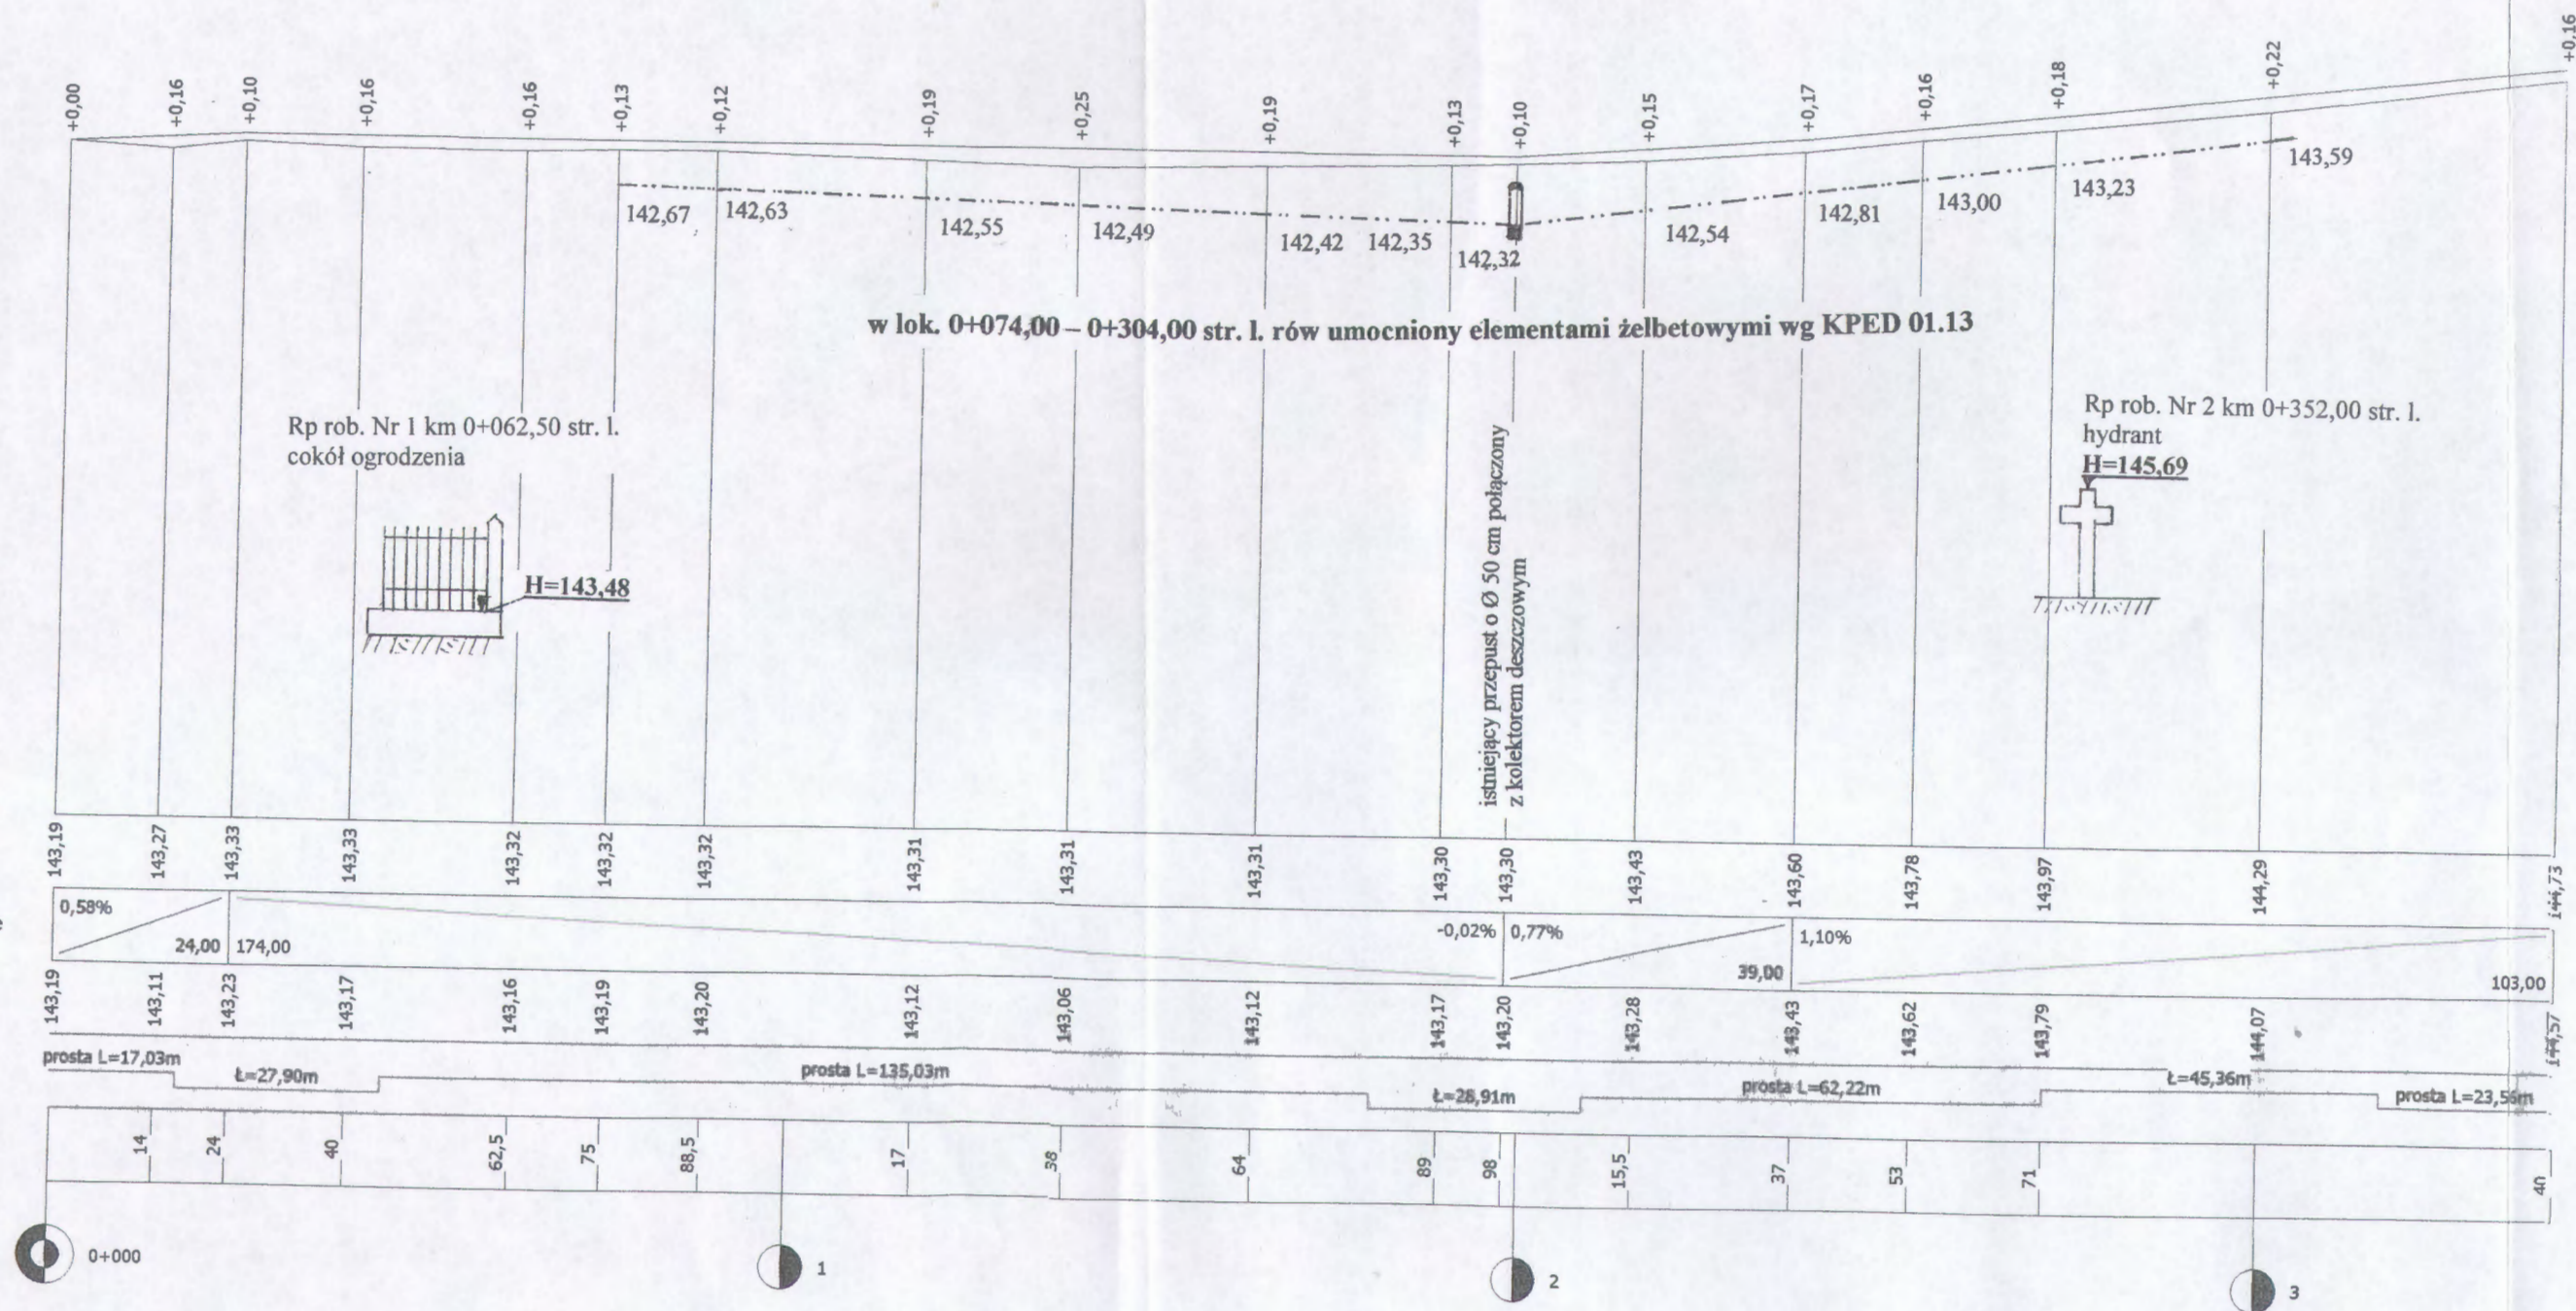 +0,00 +0,16 +0,10 +0,16 +0,16 +0,13 +0,12 +0,19 +0,25 +0,19 +0,13 +0,10 +0,15 +0,17 +0,16 +0,18 +0,22 +0,16
142,67 142,63 142,55 142,49 142,42 142,35 142,32 142,54 142,81 143,00 143,23 143,59
w lok. 0+074,00 – 0+304,00 str. l. rów umocniony elementami żelbetowymi wg KPED 01.13
Rp rob. Nr 1 km 0+062,50 str. l.
cokół ogrodzenia
H=143,48
istniejący przepust o Ø 50 cm połączony
z kolektorem deszczowym
Rp rob. Nr 2 km 0+352,00 str. l.
hydrant
H=145,69
143,19 143,27 143,33 143,33 143,32 143,32 143,32 143,31 143,31 143,31 143,30 143,30 143,43 143,60 143,78 143,97 144,29 144,73
0,58% -0,02% 0,77% 1,10%
24,00 174,00 39,00 103,00
143,19 143,11 143,23 143,17 143,16 143,19 143,20 143,12 143,06 143,12 143,17 143,20 143,28 143,43 143,62 143,79 144,07 144,57
prosta L=17,03m Ł=27,90m prosta L=135,03m Ł=28,91m prosta L=62,22m Ł=45,36m prosta L=23,56m
14 24 40 62,5 75 88,5 17 38 64 89 98 15,5 37 53 71 40
0+000 1 2 3